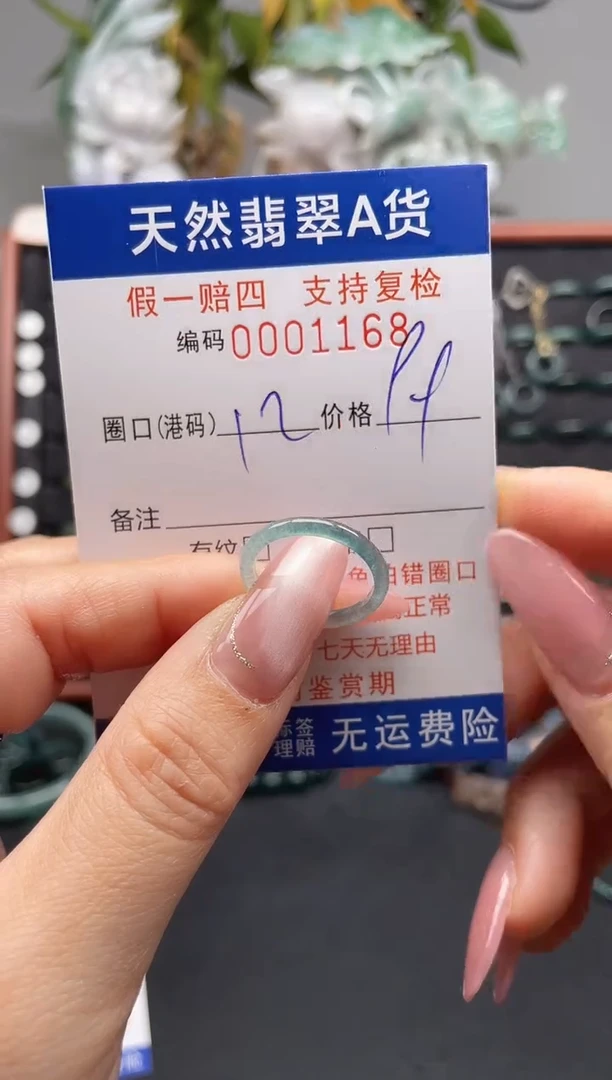 天然翡翠A货
假一赔四 支持复检
编码 0001168
圈口(港码) 12 价格
备注
有纹
色 错圈口
正常
七天无理由
鉴赏期
标签
理赔 无运费险